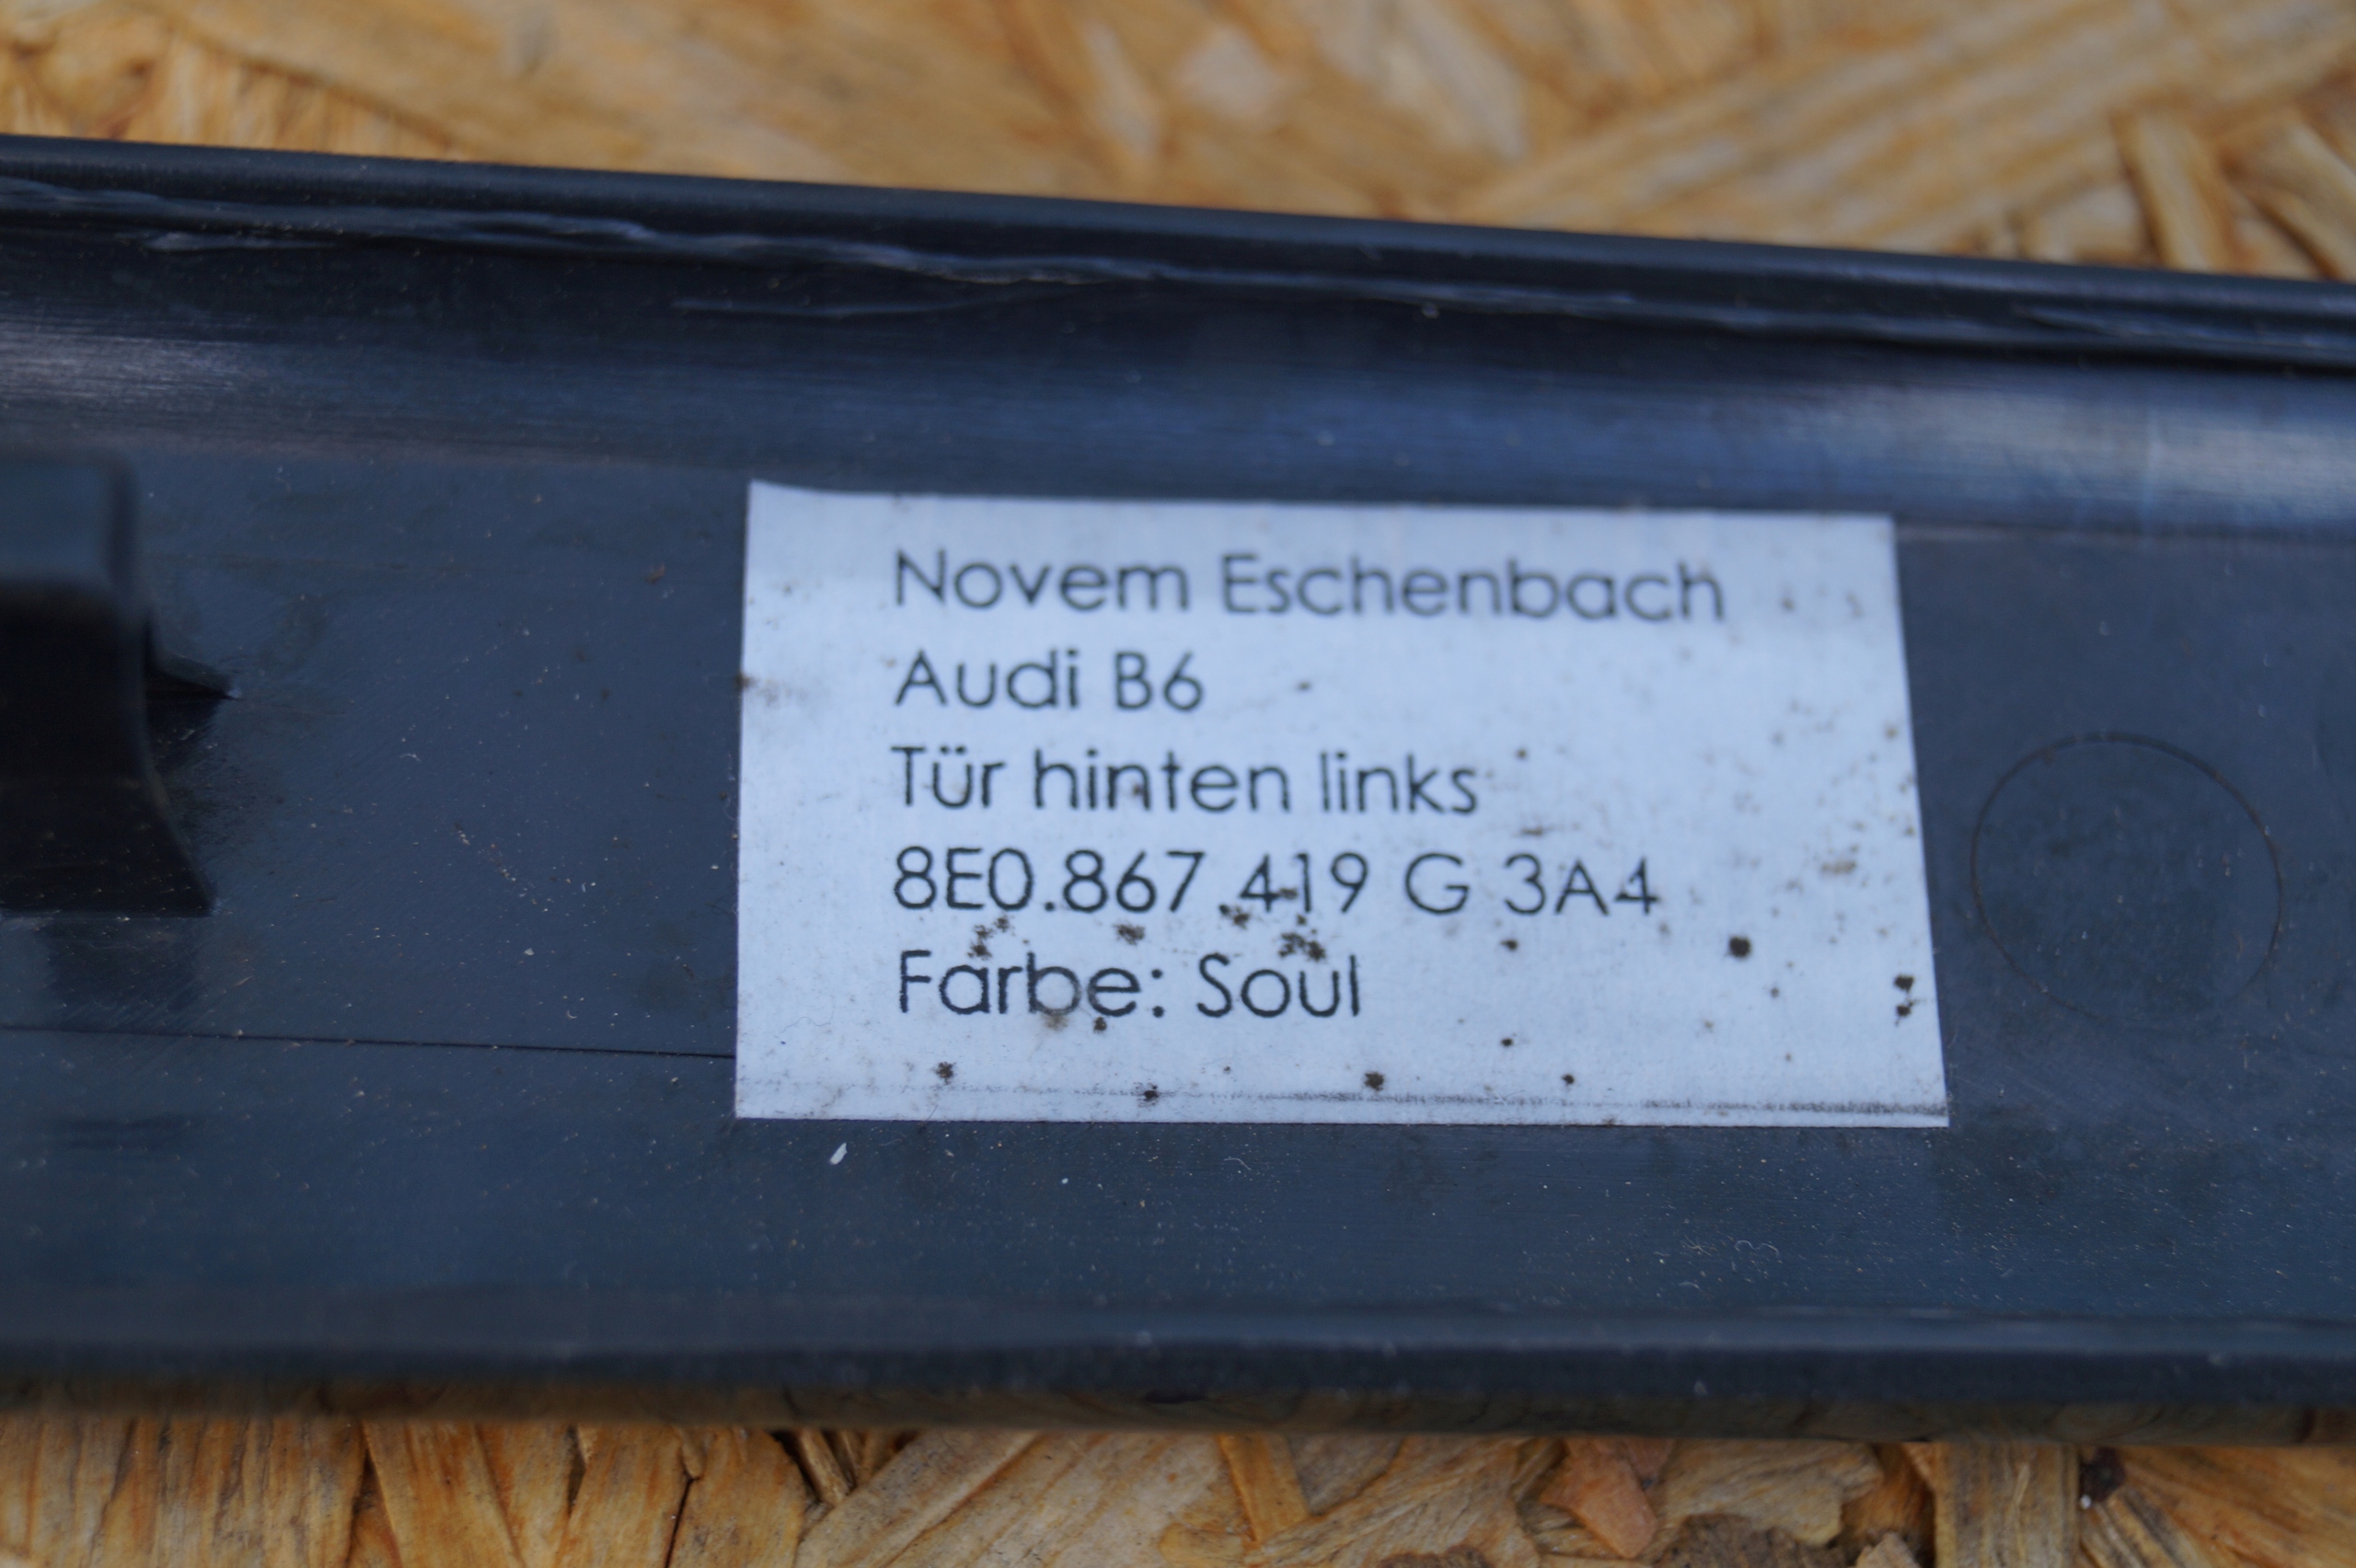 Novem Eschenbach
Audi B6
Tür hinten links
8E0.867.419 G 3A4
Farbe: Soul